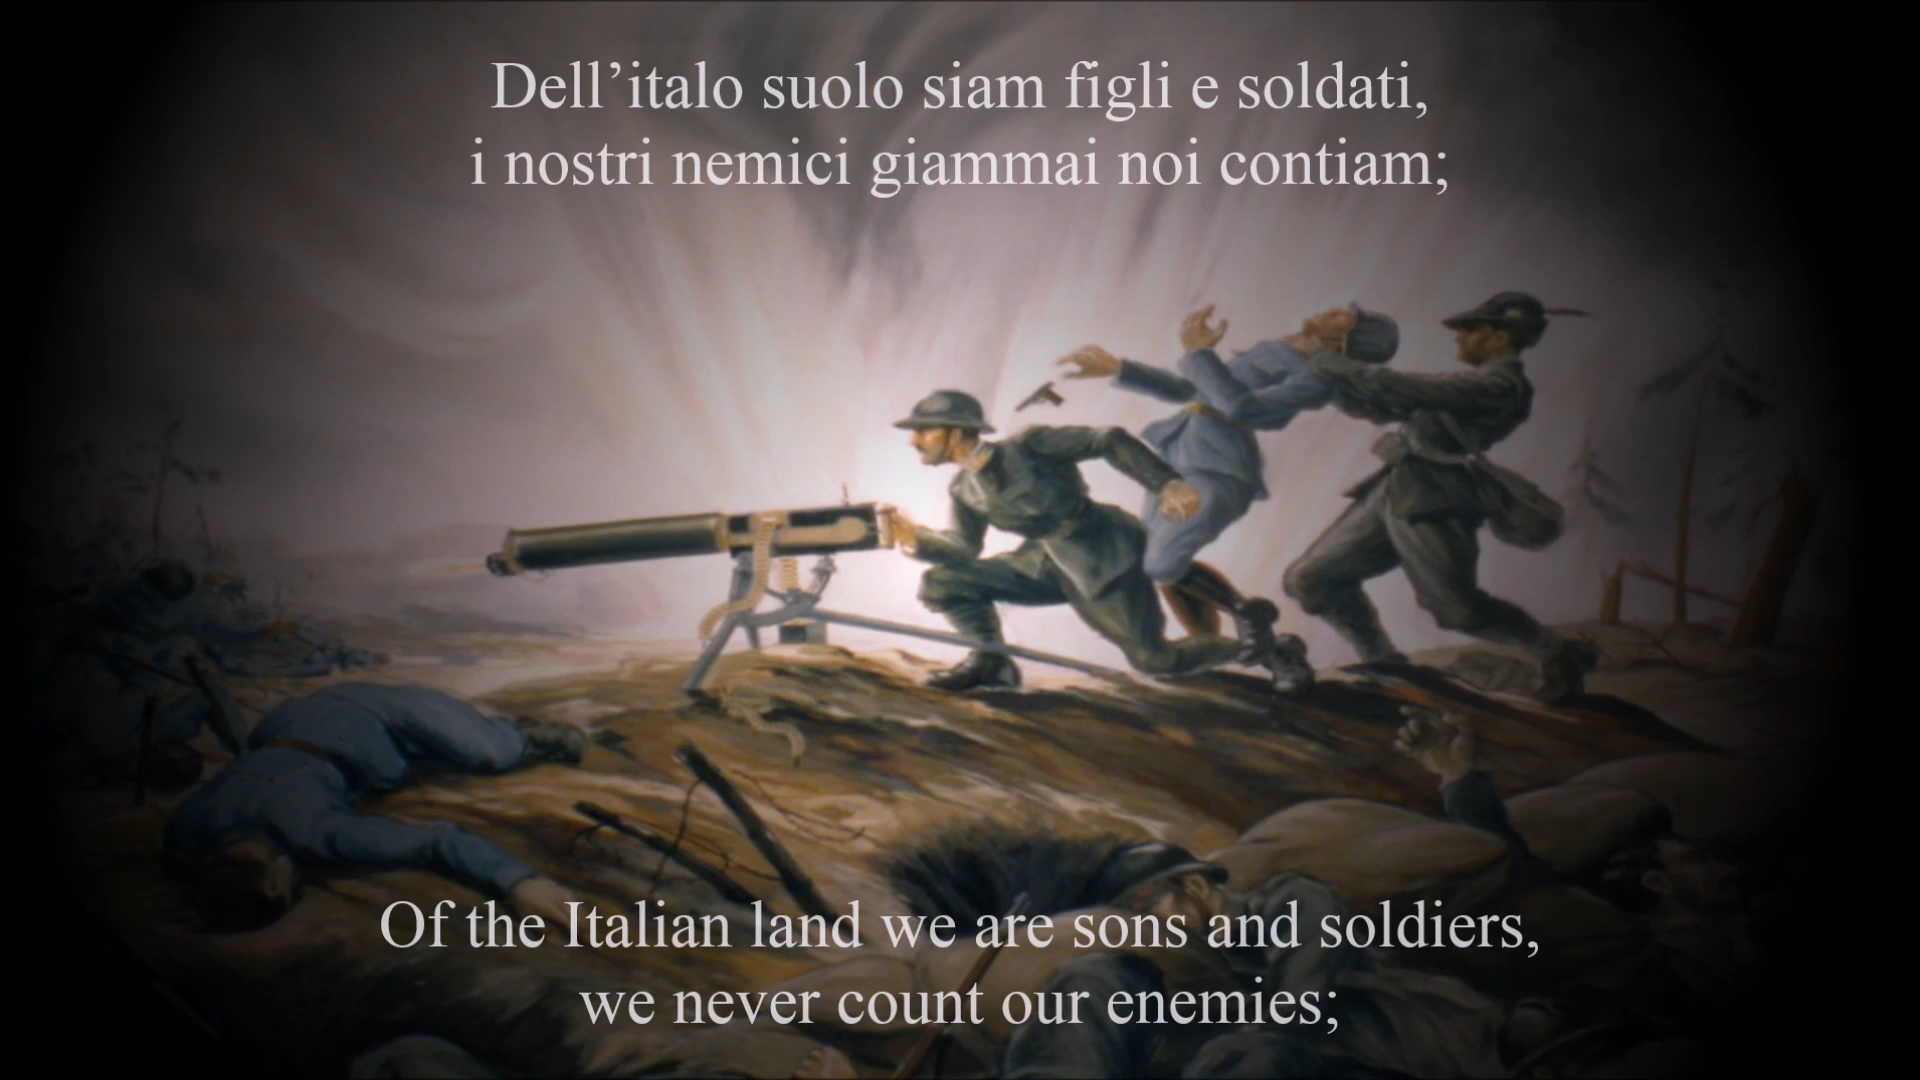 Dell’italo suolo siam figli e soldati,
i nostri nemici giammai noi contiam;
Of the Italian land we are sons and soldiers,
we never count our enemies;